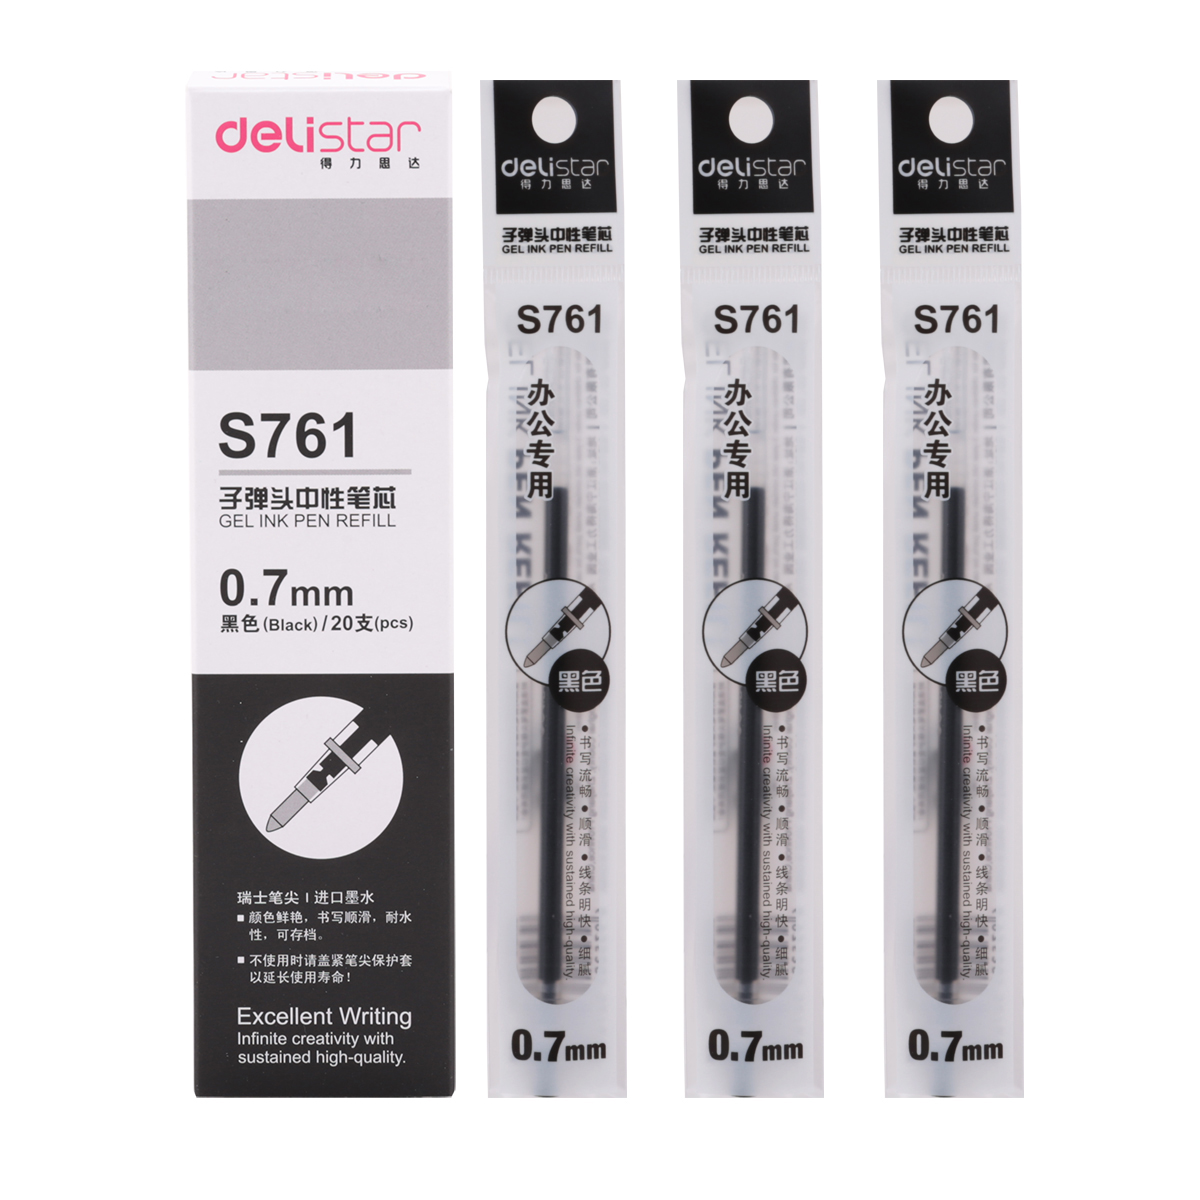 delistar
得力思达
S761
子弹头中性笔芯
GEL INK PEN REFILL
0.7mm
黑色(Black)/20支(pcs)
瑞士笔尖 I 进口墨水
■ 颜色鲜艳，书写顺滑，耐水
性，可存档。
■ 不使用时请盖紧笔尖保护套
以延长使用寿命！
Excellent Writing
Infinite creativity with
sustained high-quality.
delistar
得力思达
子弹头中性笔芯
GEL INK PEN REFILL
S761
办公专用
黑色
• 书写流畅 • 顺滑 • 线条明快 •
Infinite creativity with sustained high-quality
0.7mm
delistar
得力思达
子弹头中性笔芯
GEL INK PEN REFILL
S761
办公专用
黑色
• 书写流畅 • 顺滑 • 线条明快 •
Infinite creativity with sustained high-quality
0.7mm
delistar
得力思达
子弹头中性笔芯
GEL INK PEN REFILL
S761
办公专用
黑色
• 书写流畅 • 顺滑 • 线条明快 •
Infinite creativity with sustained high-quality
0.7mm